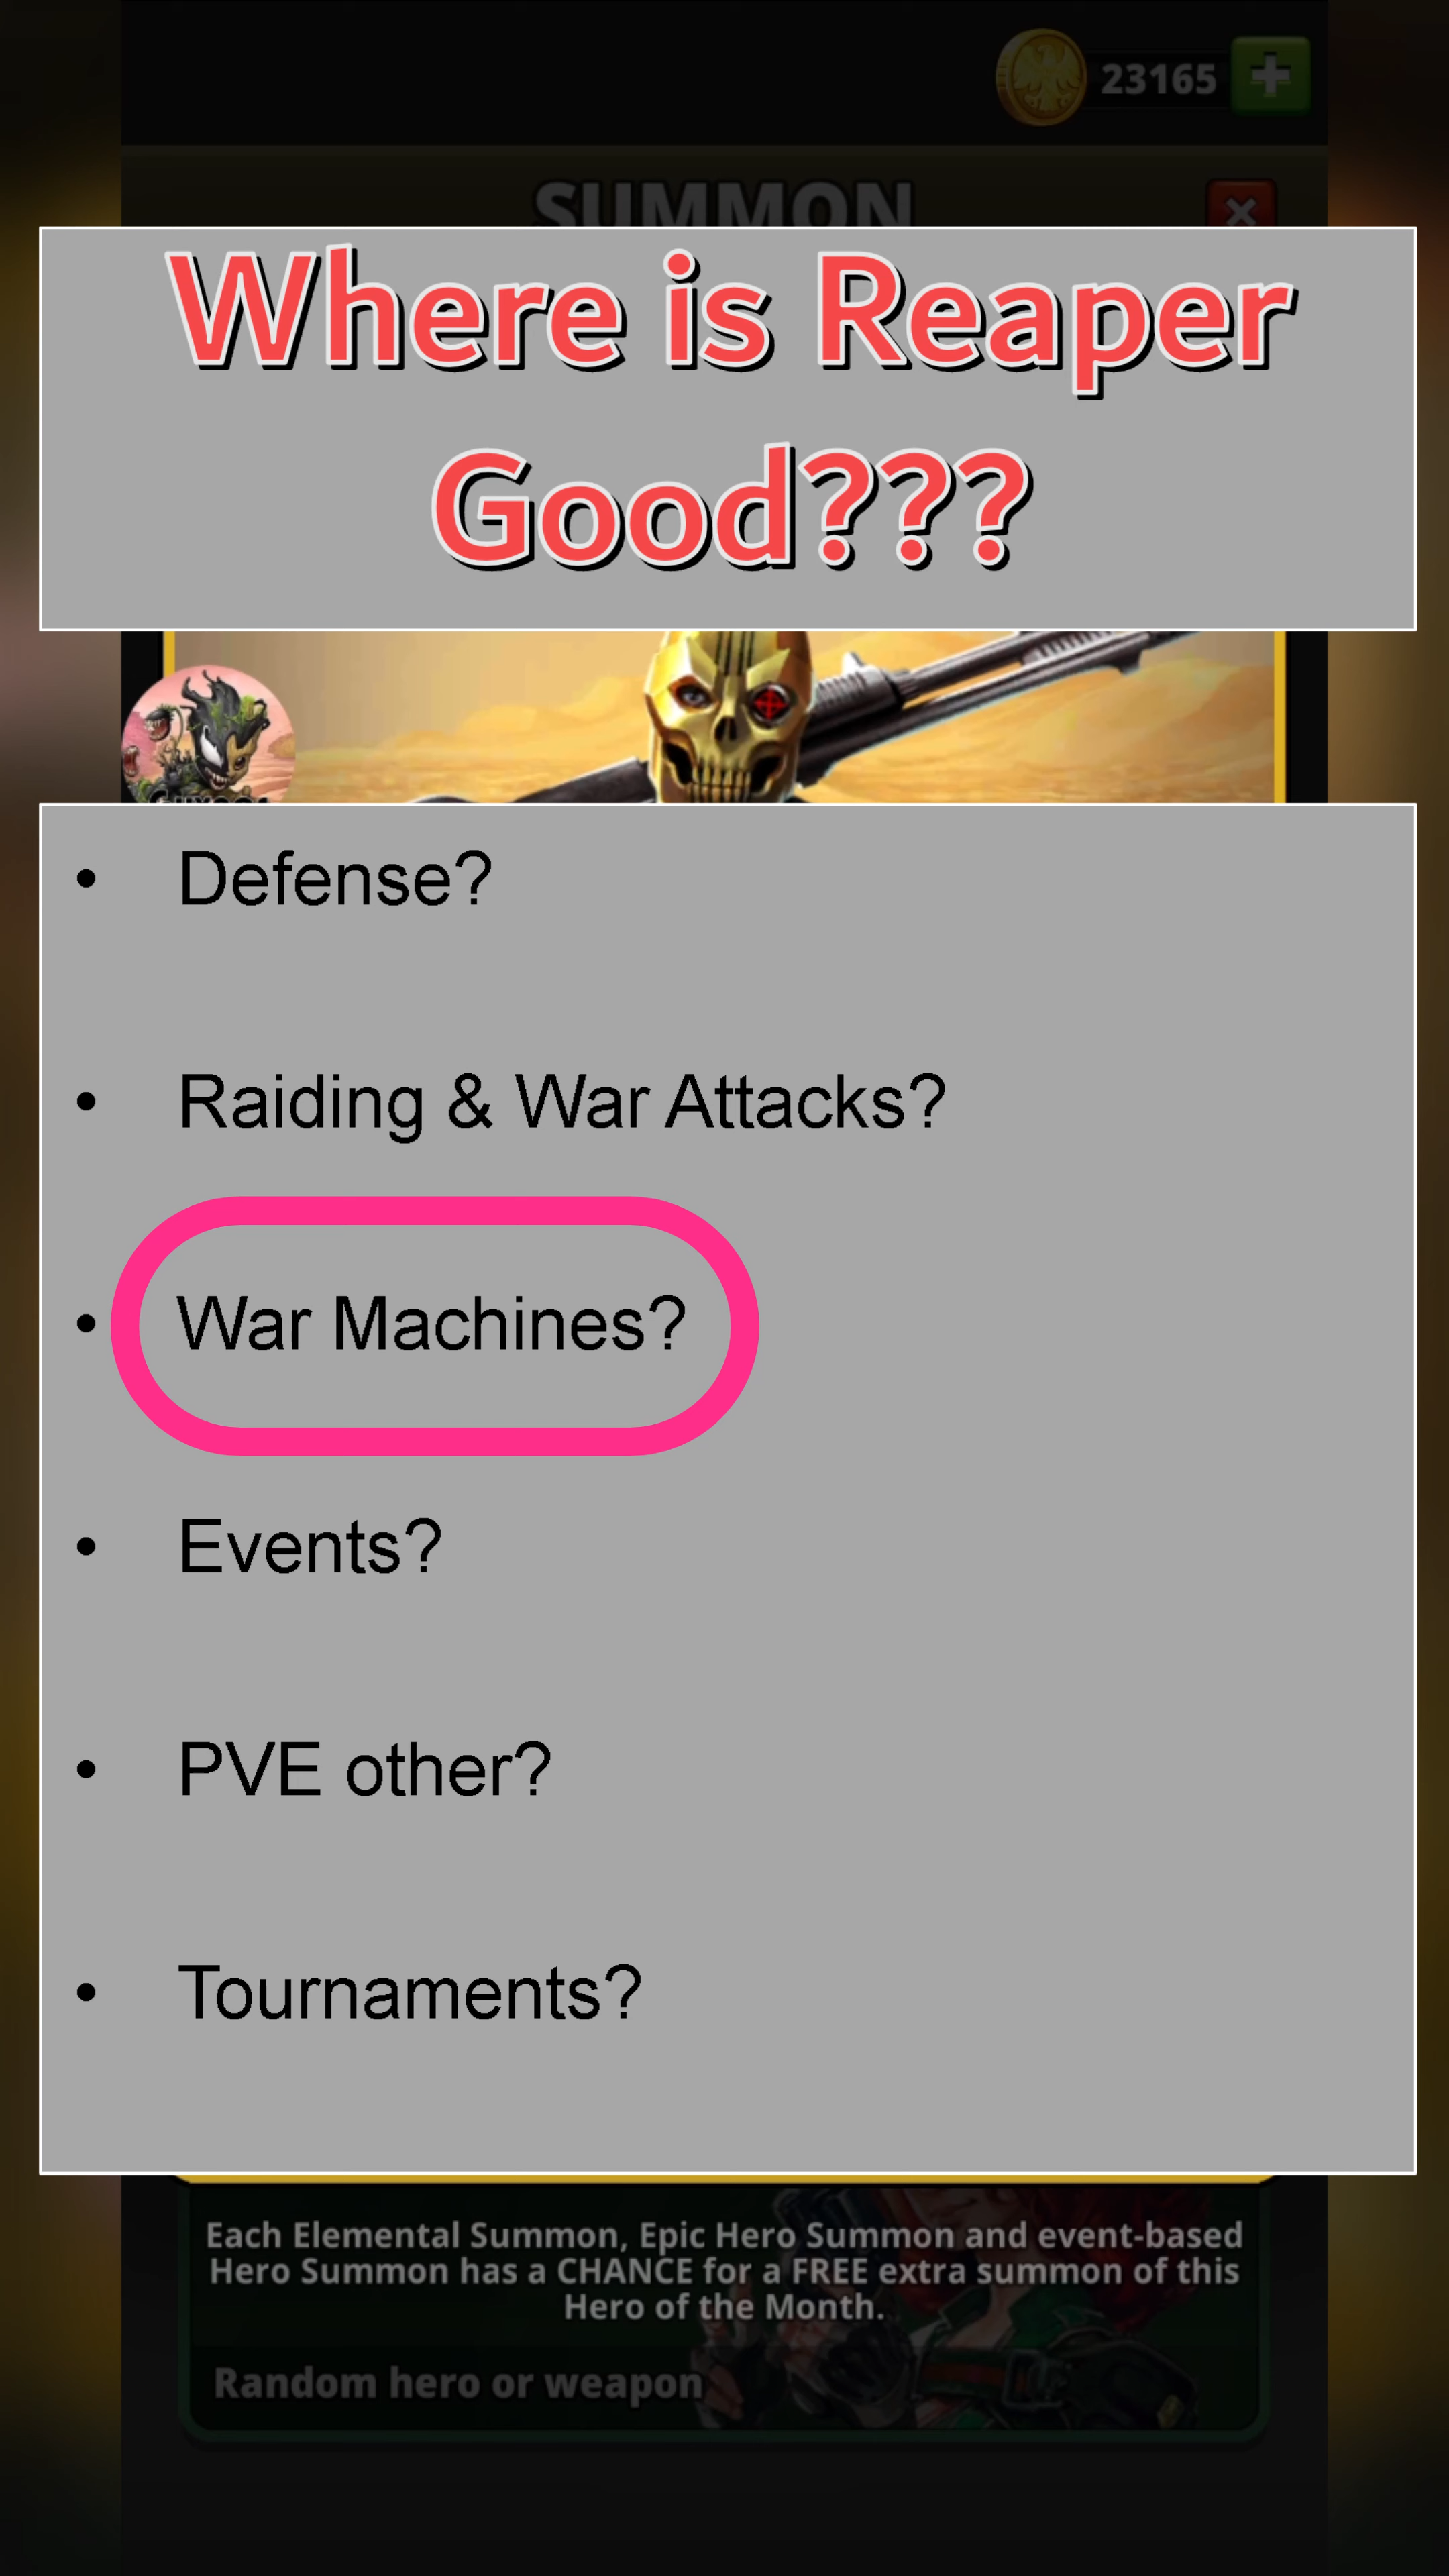 23165
SUMMON
Where is Reaper
Good???
• Defense?
• Raiding & War Attacks?
• War Machines?
• Events?
• PVE other?
• Tournaments?
Each Elemental Summon, Epic Hero Summon and event-based
Hero Summon has a CHANCE for a FREE extra summon of this
Hero of the Month.
Random hero or weapon